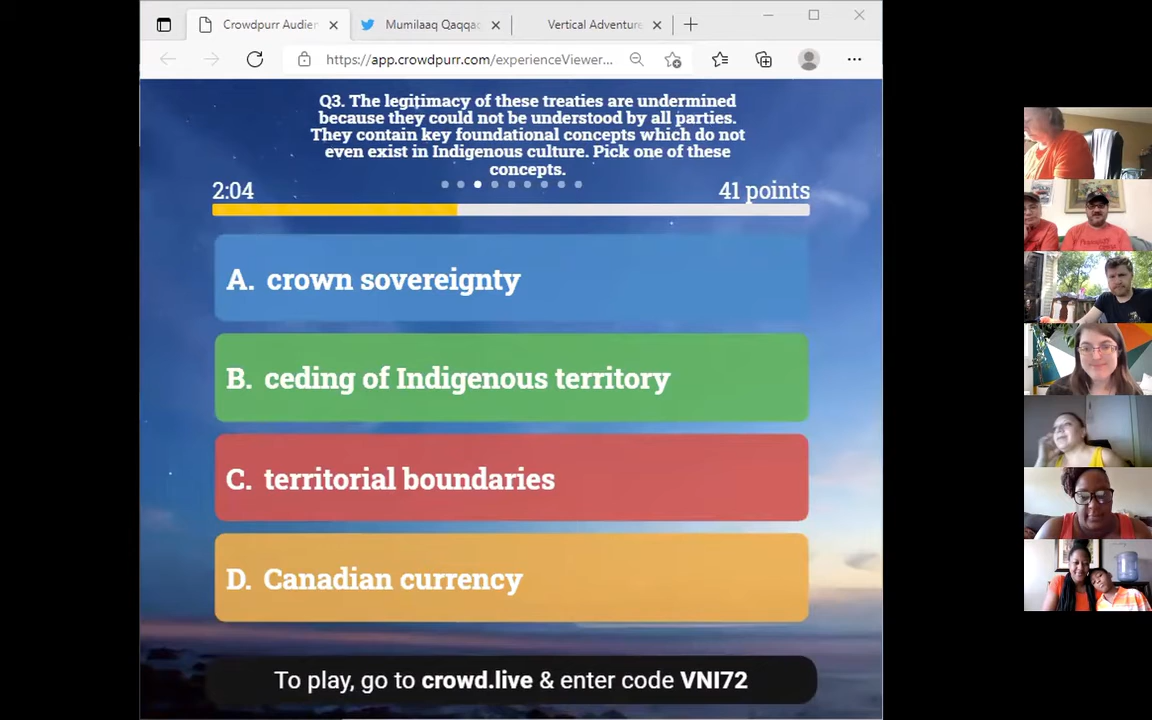 Crowdpurr Audien
Mumilaaq Qaqqaq
Vertical Adventure
https://app.crowdpurr.com/experienceViewer...
Q3. The legitimacy of these treaties are undermined
because they could not be understood by all parties.
They contain key foundational concepts which do not
even exist in Indigenous culture. Pick one of these
concepts.
2:04
41 points
A. crown sovereignty
B. ceding of Indigenous territory
C. territorial boundaries
D. Canadian currency
To play, go to crowd.live & enter code VNI72